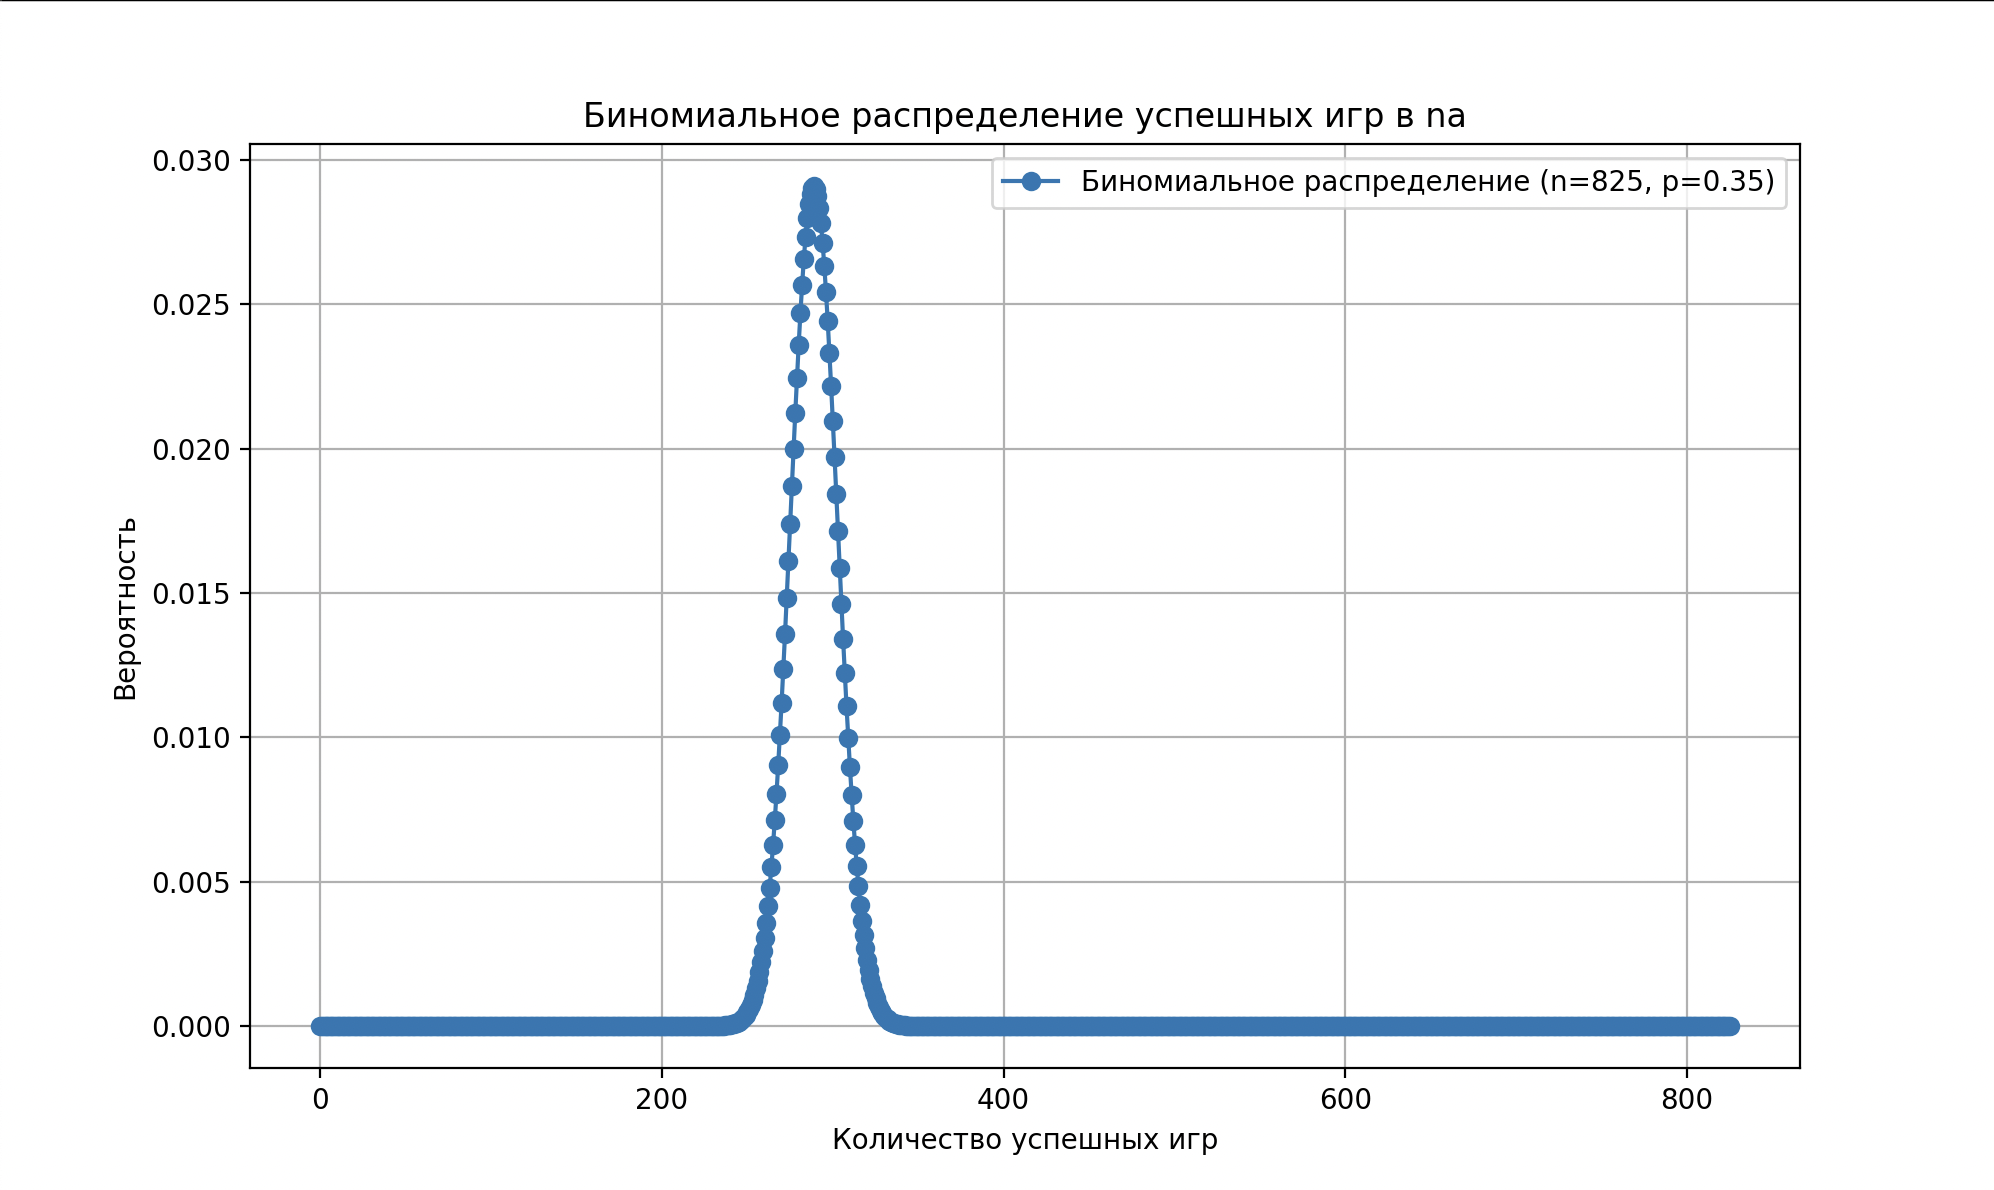 Биномиальное распределение успешных игр в na
Биномиальное распределение (n=825, p=0.35)
Вероятность
0.030
0.025
0.020
0.015
0.010
0.005
0.000
0 200 400 600 800
Количество успешных игр